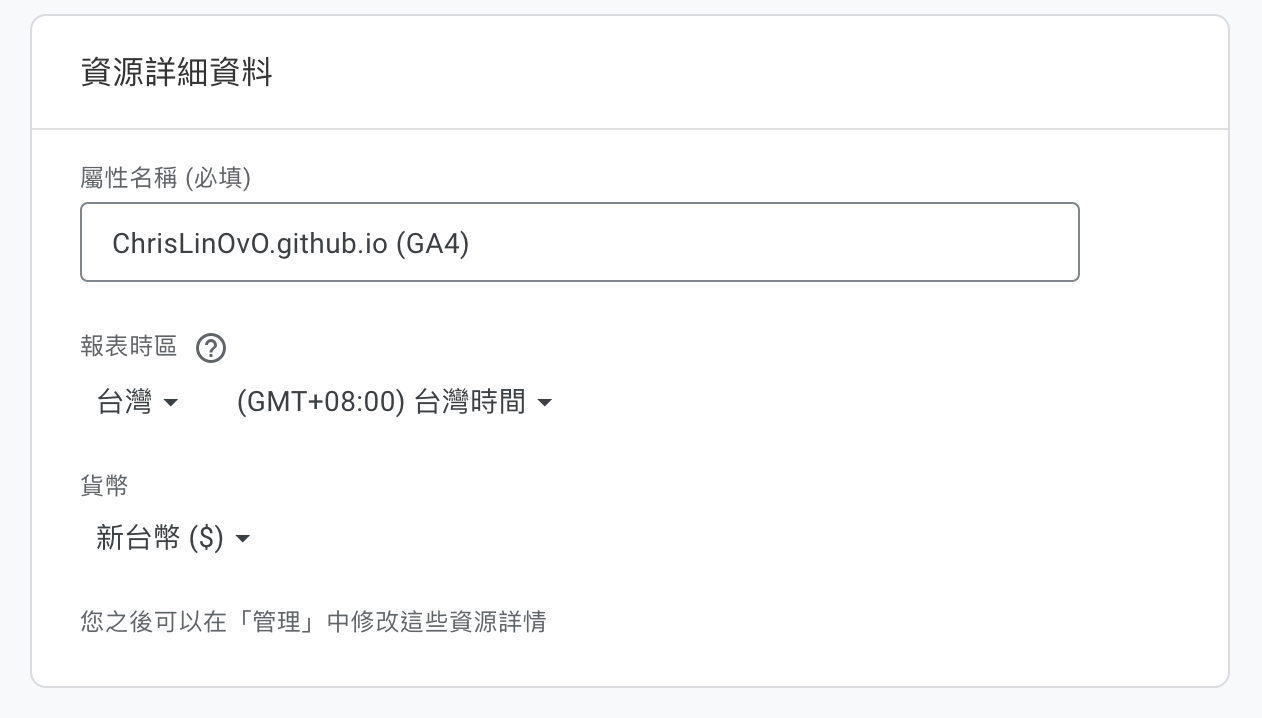 資源詳細資料
屬性名稱 (必填)
ChrisLinOvO.github.io (GA4)
報表時區 ?
台灣 (GMT+08:00) 台灣時間
貨幣
新台幣 ($)
您之後可以在「管理」中修改這些資源詳情